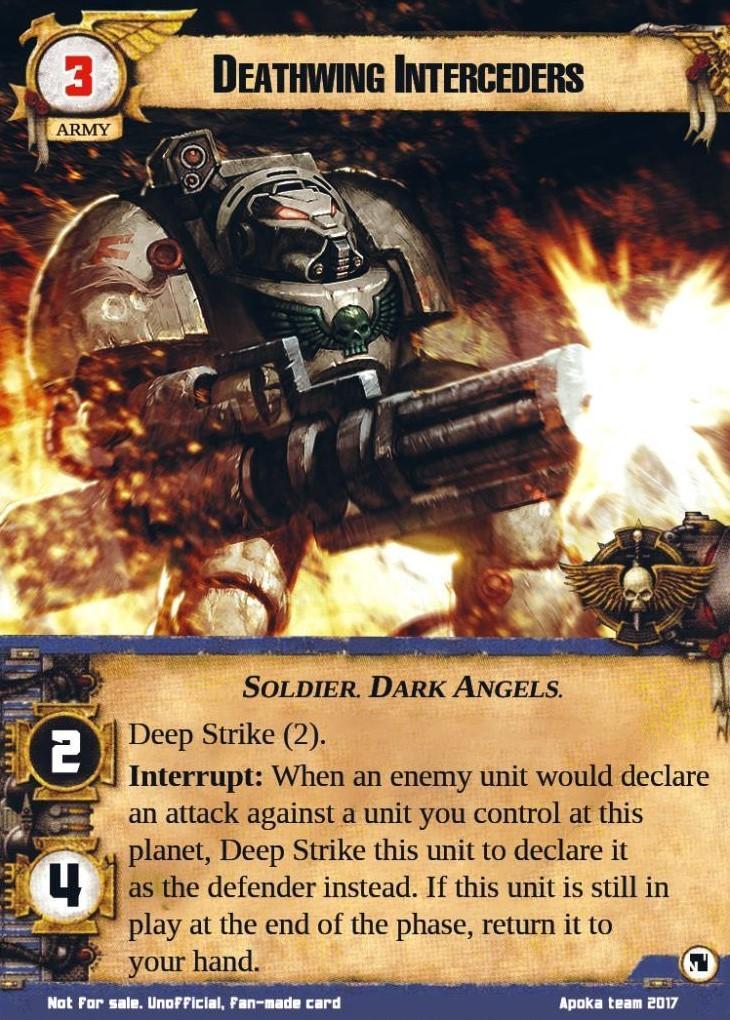 3
DEATHWING INTERCEDERS
ARMY
SOLDIER. DARK ANGELS.
2
Deep Strike (2).
Interrupt: When an enemy unit would declare
an attack against a unit you control at this
planet, Deep Strike this unit to declare it
4
as the defender instead. If this unit is still in
play at the end of the phase, return it to
your hand.
Not for sale. Unofficial, fan-made card
Apoka team 2017